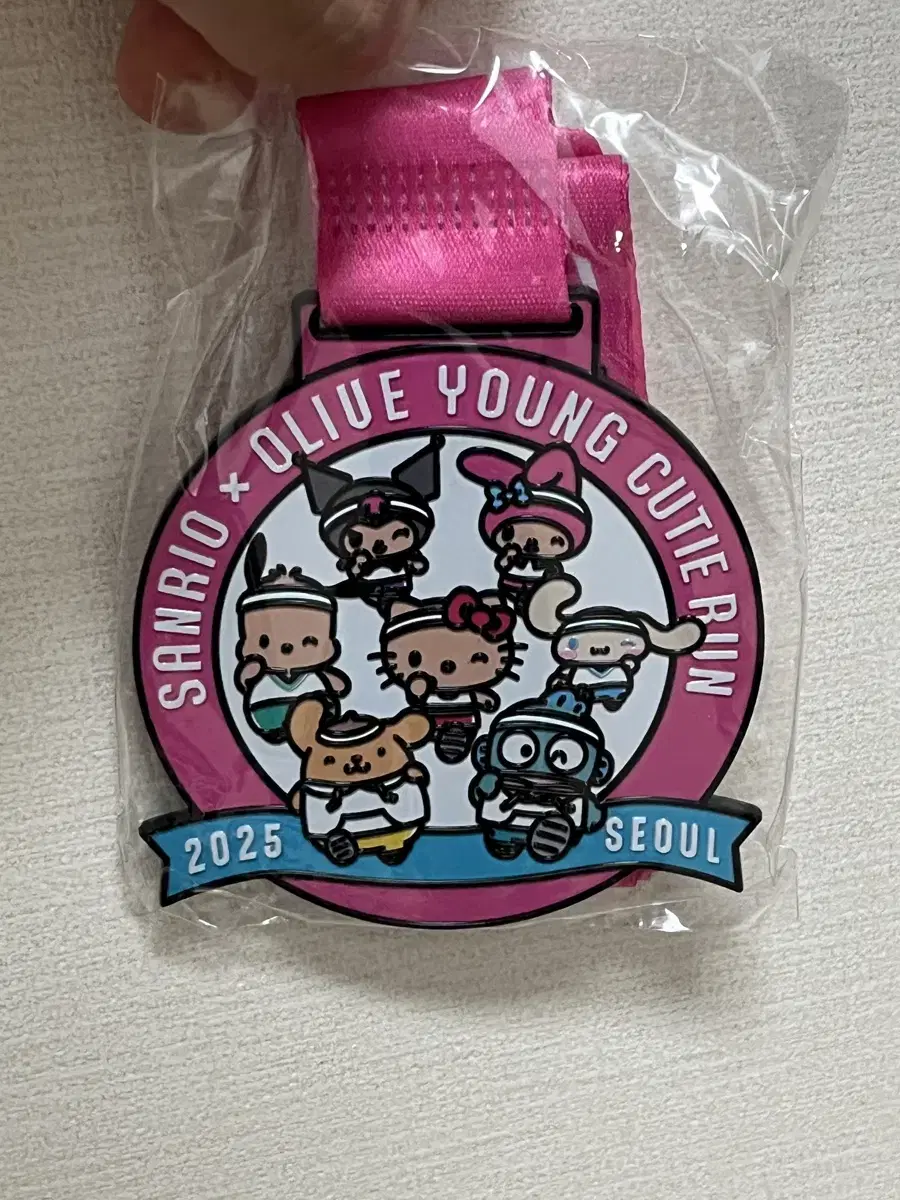 SANRIO × OLIVE YOUNG CUTIE RUN
2025 SEOUL